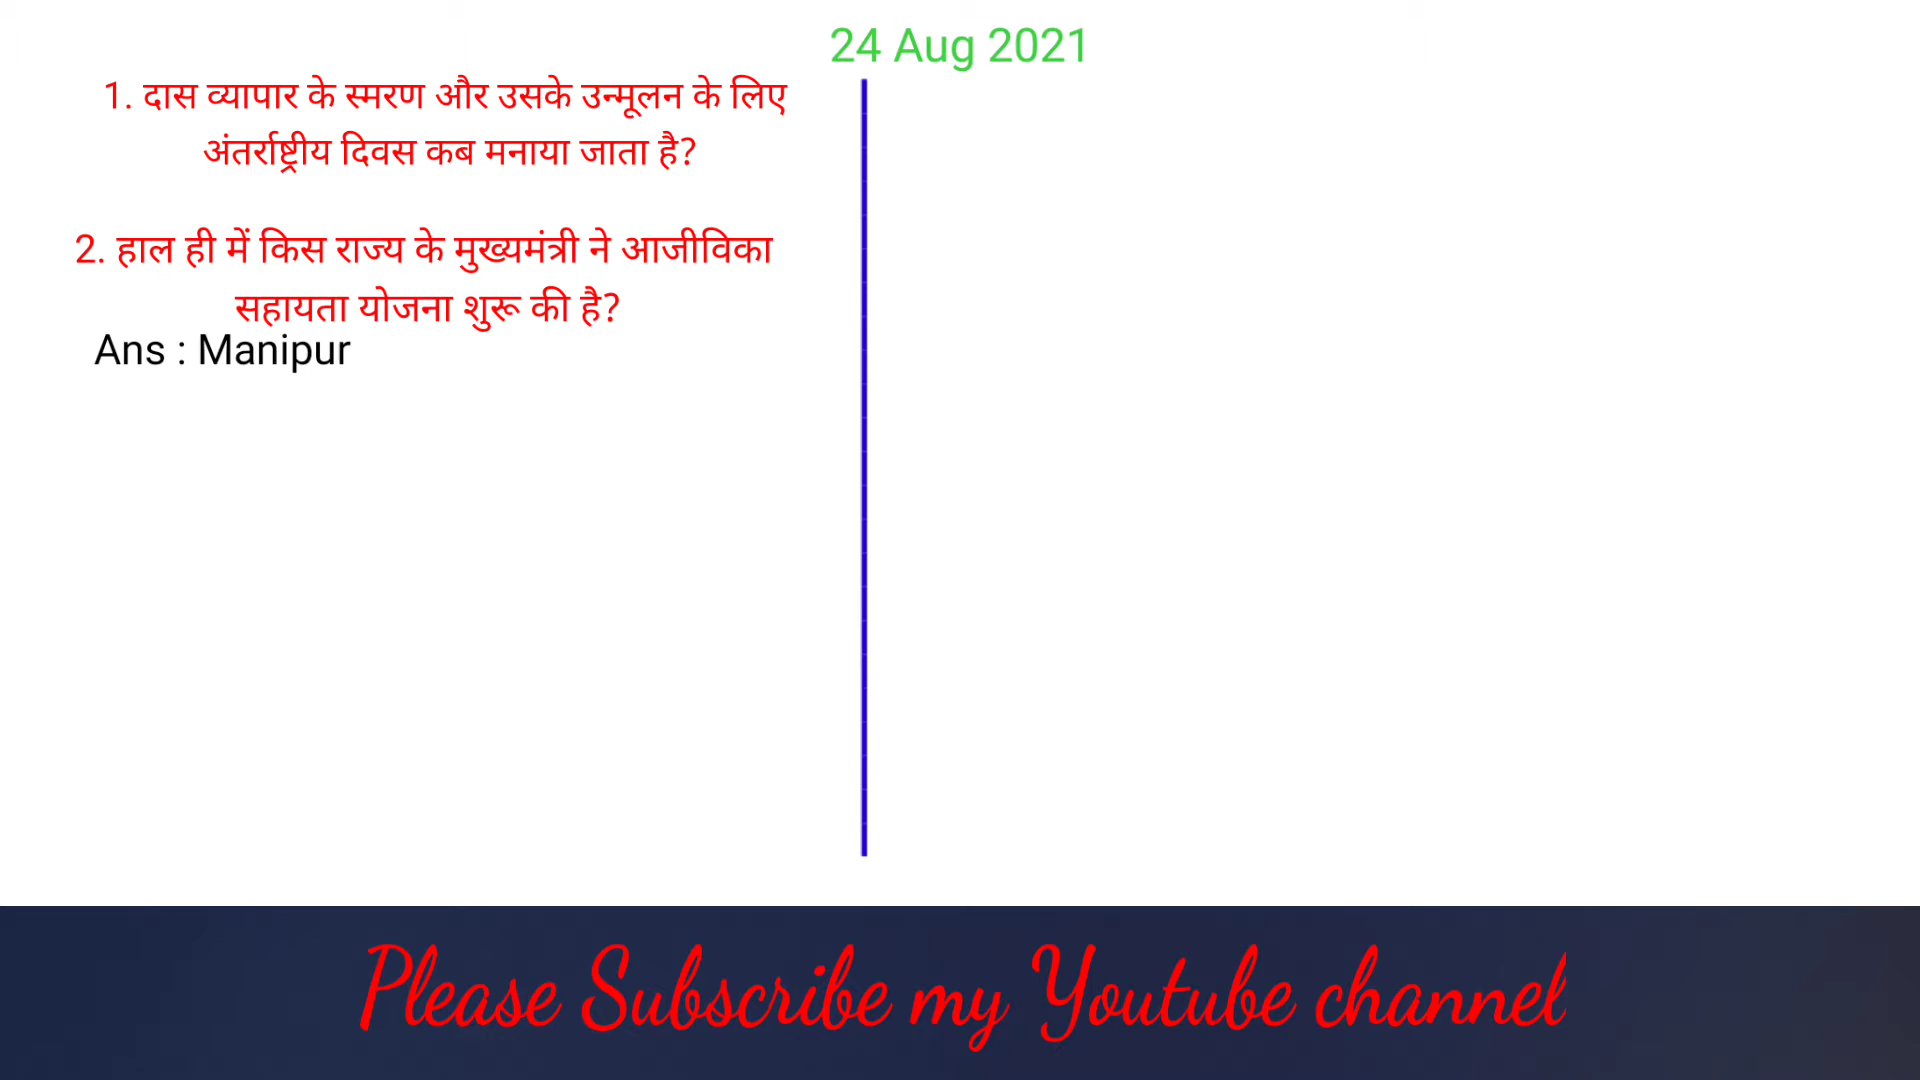 24 Aug 2021
1. दास व्यापार के स्मरण और उसके उन्मूलन के लिए
अंतर्राष्ट्रीय दिवस कब मनाया जाता है?
2. हाल ही में किस राज्य के मुख्यमंत्री ने आजीविका
सहायता योजना शुरू की है?
Ans : Manipur
Please Subscribe my Youtube channel